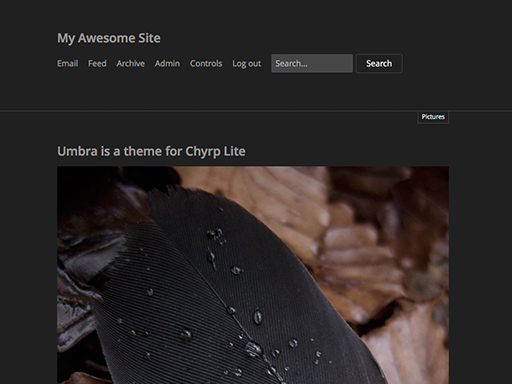 My Awesome Site
Email Feed Archive Admin Controls Log out Search... Search
Pictures
Umbra is a theme for Chyrp Lite